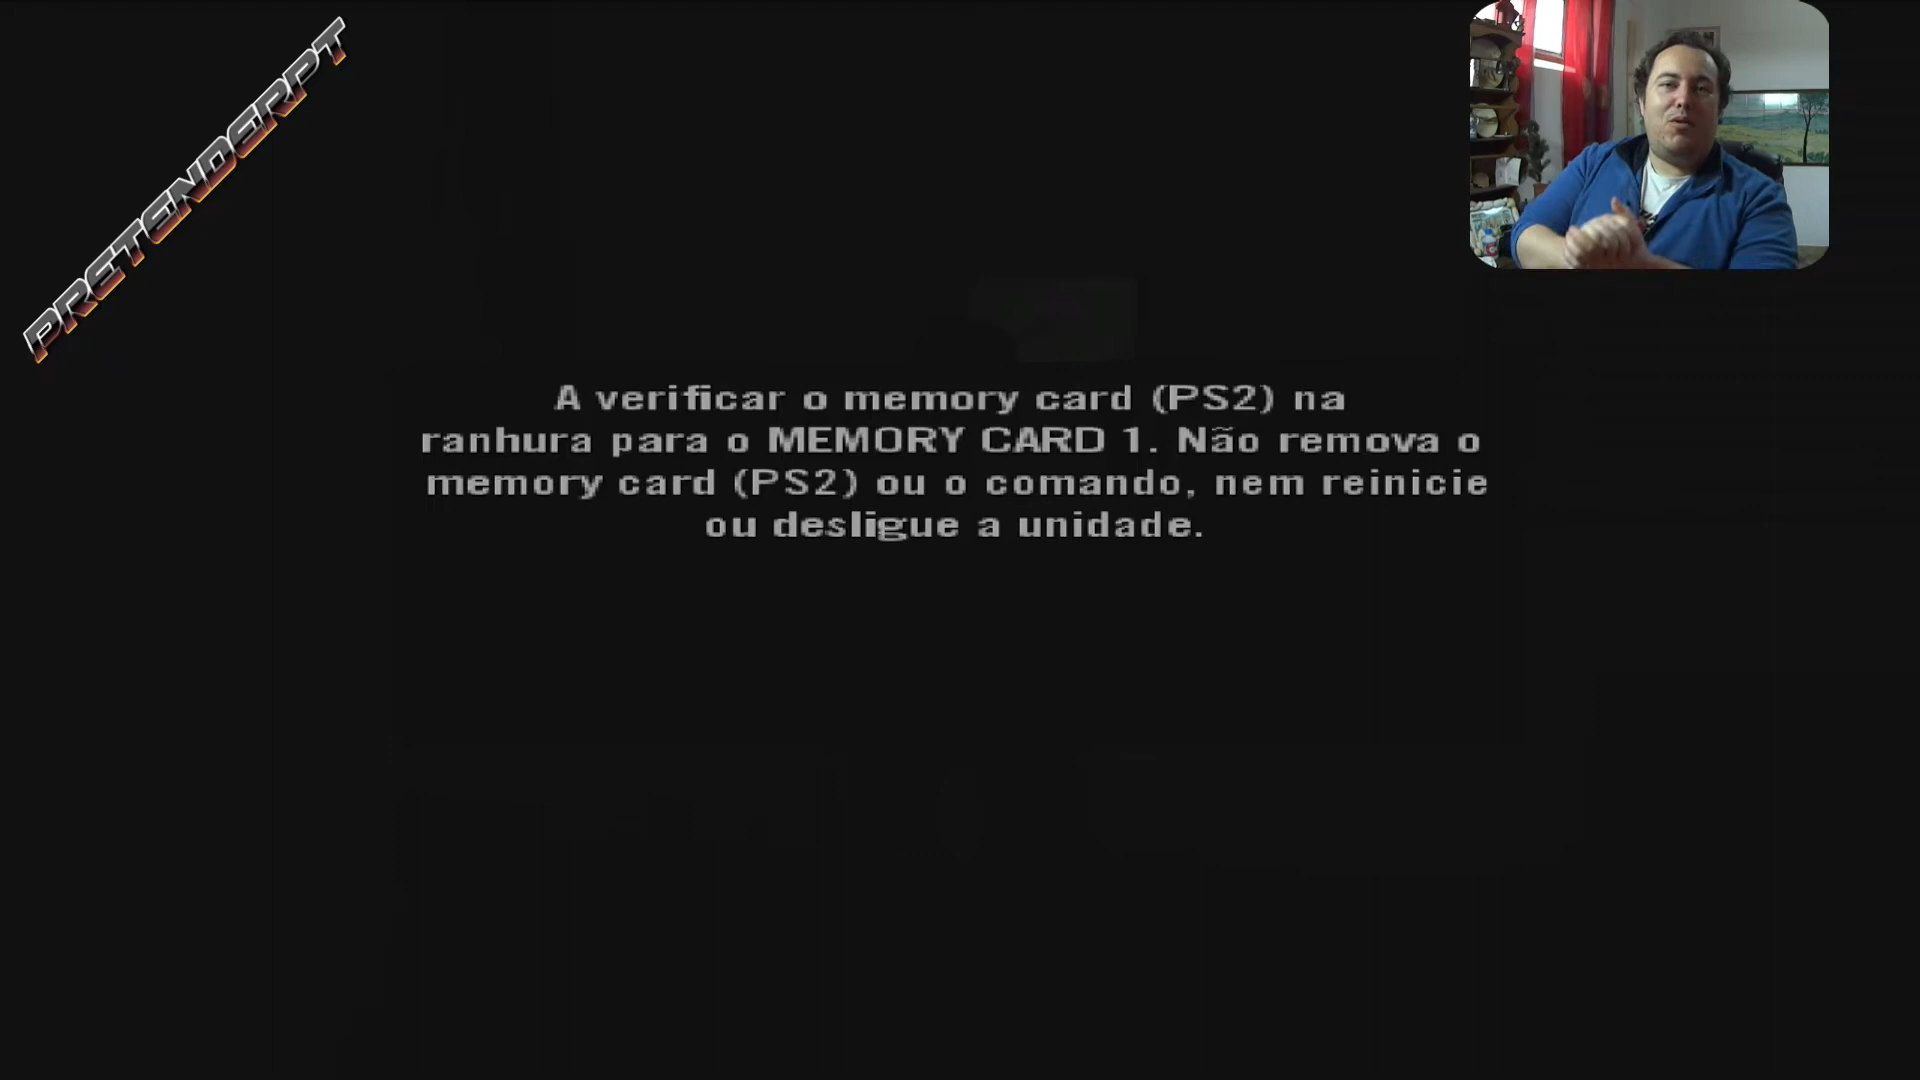 PRETENDERPT
A verificar o memory card (PS2) na
ranhura para o MEMORY CARD 1. Não remova o
memory card (PS2) ou o comando, nem reinicie
ou desligue a unidade.